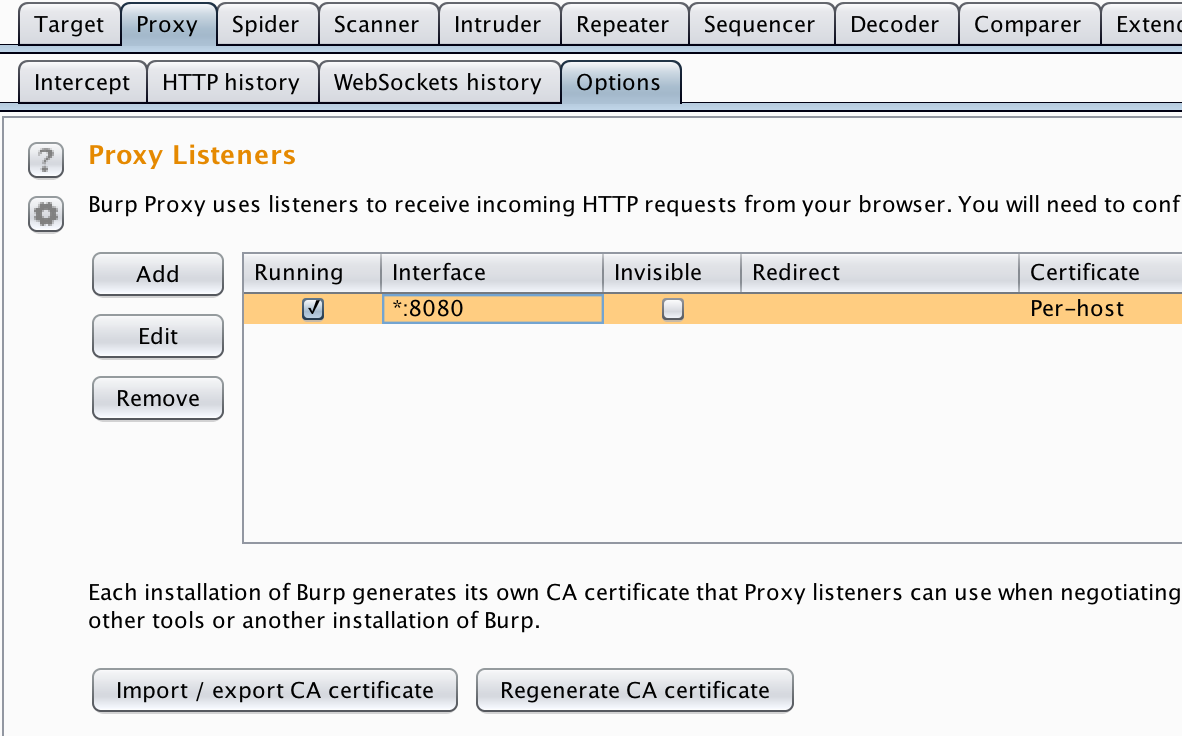 Target Proxy Spider Scanner Intruder Repeater Sequencer Decoder Comparer Extend
Intercept HTTP history WebSockets history Options
? Proxy Listeners
Burp Proxy uses listeners to receive incoming HTTP requests from your browser. You will need to conf
Add Running Interface Invisible Redirect Certificate
*:8080 Per-host
Edit
Remove
Each installation of Burp generates its own CA certificate that Proxy listeners can use when negotiating
other tools or another installation of Burp.
Import / export CA certificate Regenerate CA certificate